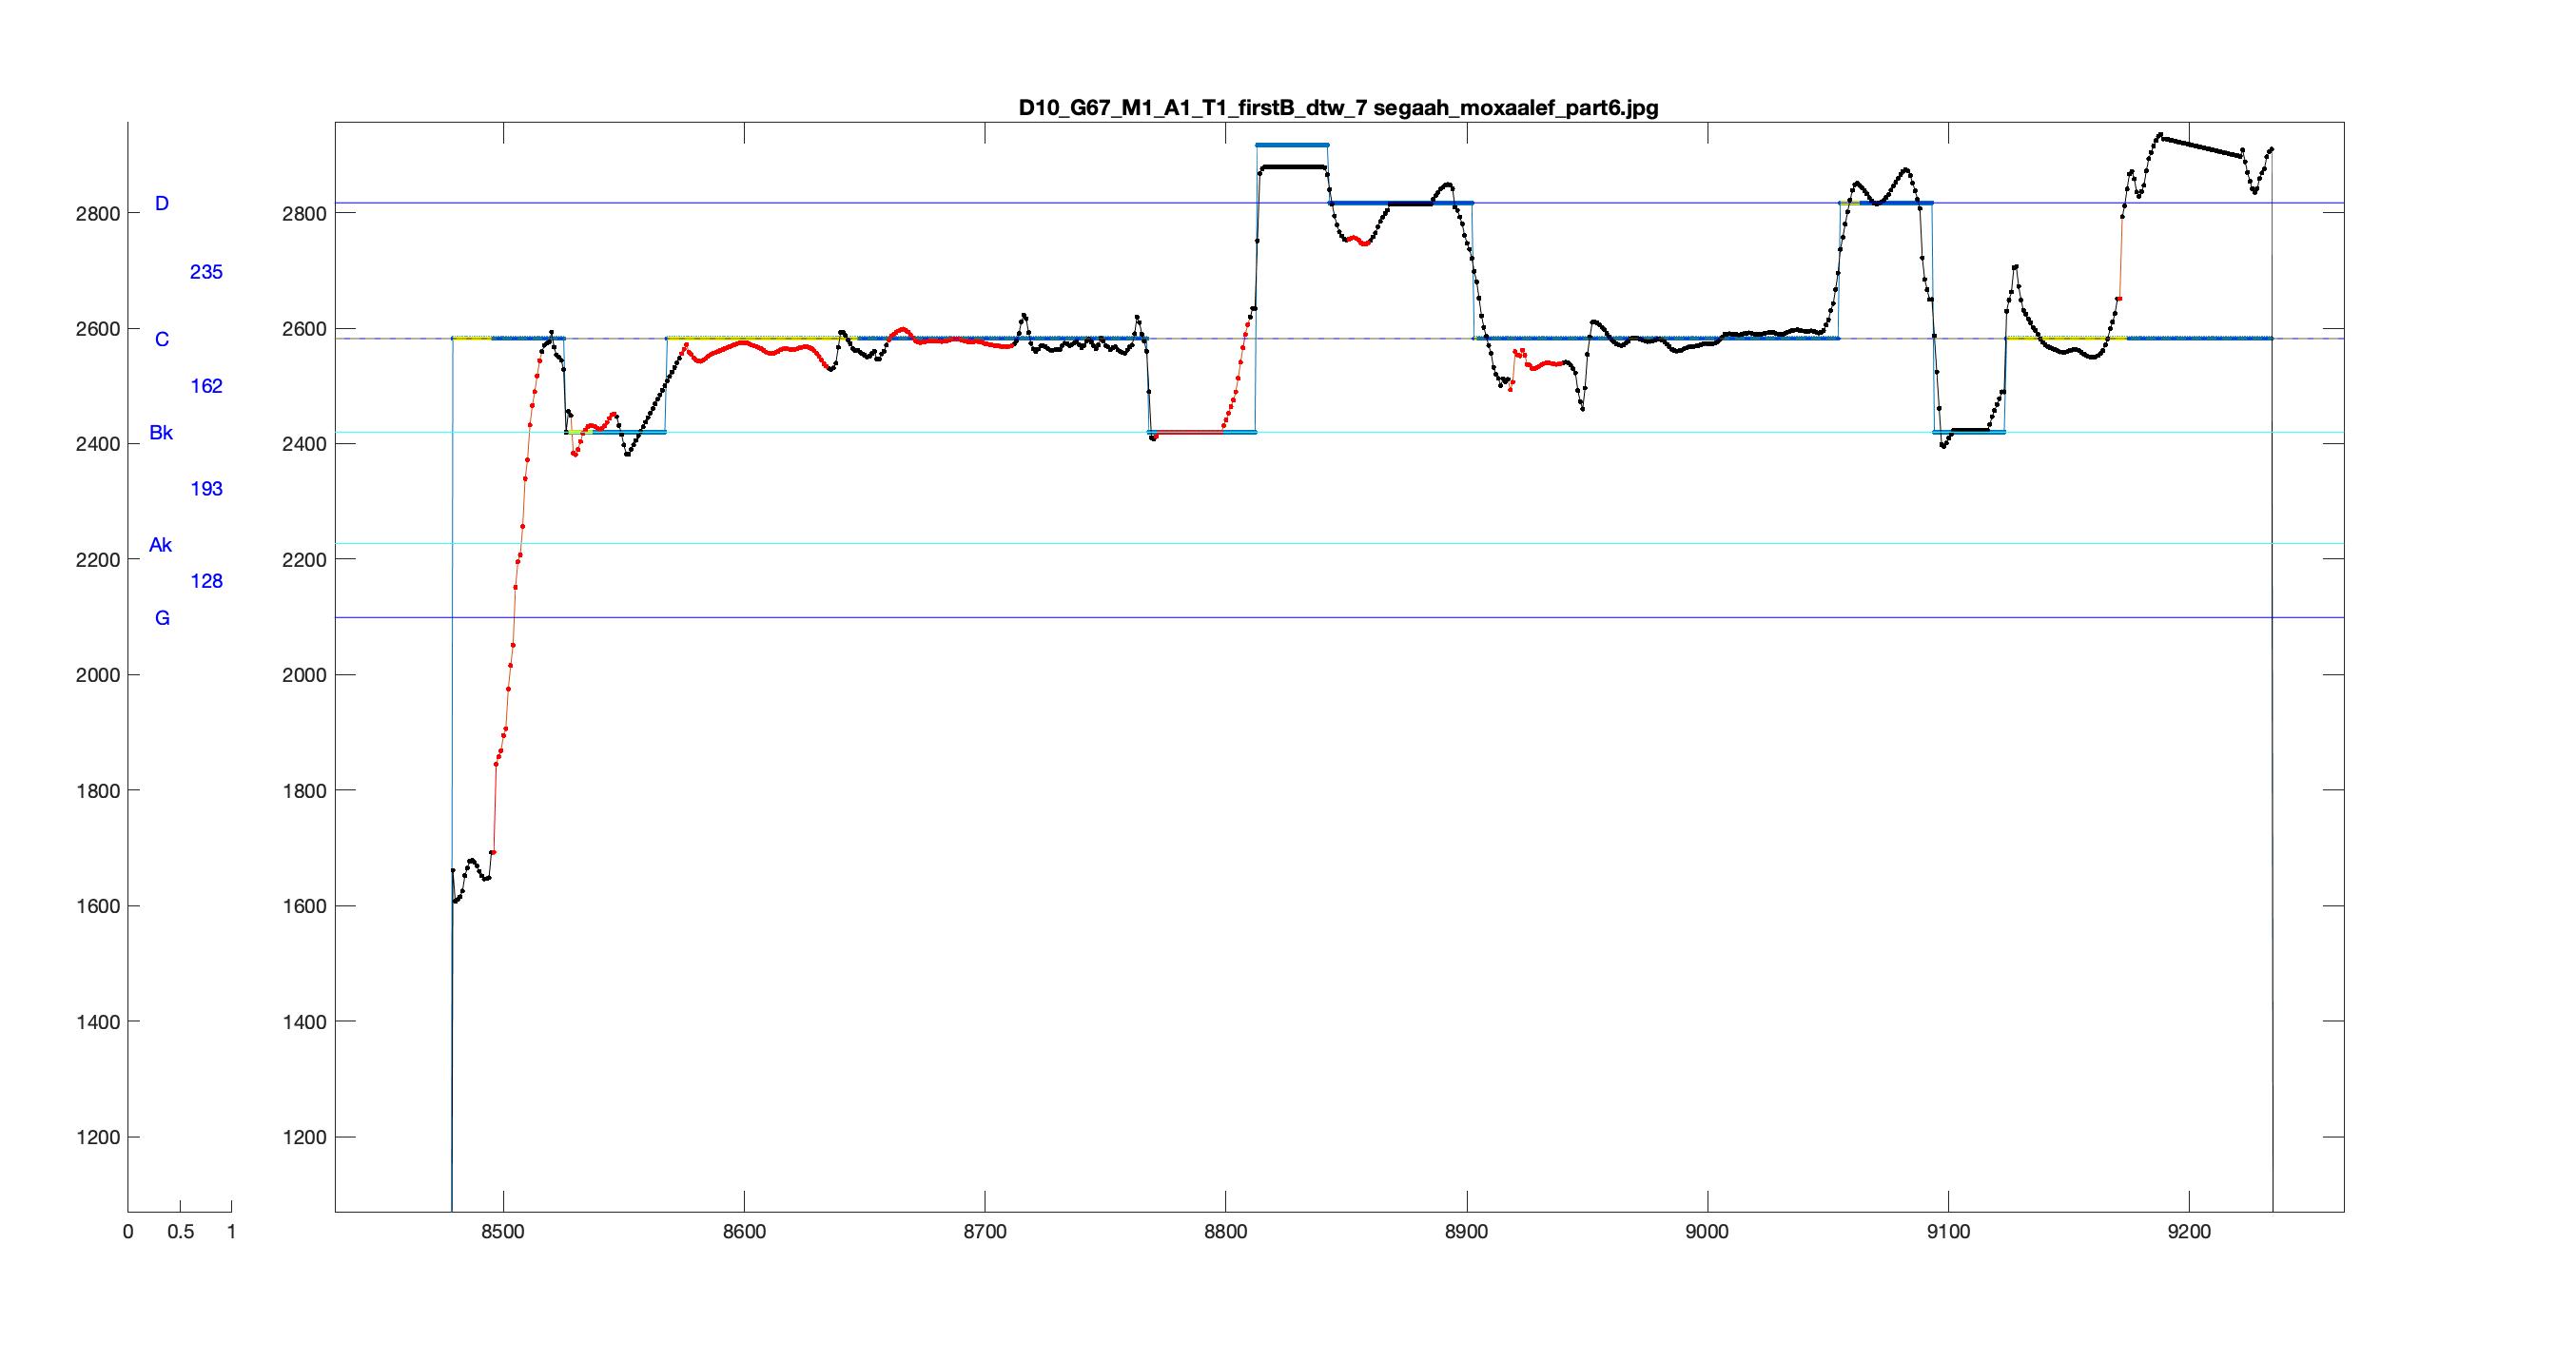 D10_G67_M1_A1_T1_firstB_dtw_7 segaah_moxaalef_part6.jpg
2800 D 2800
235
2600 C 2600
162
2400 Bk 2400
193
2200 Ak 2200
128
G
2000 2000
1800 1800
1600 1600
1400 1400
1200 1200
0 0.5 1 8500 8600 8700 8800 8900 9000 9100 9200